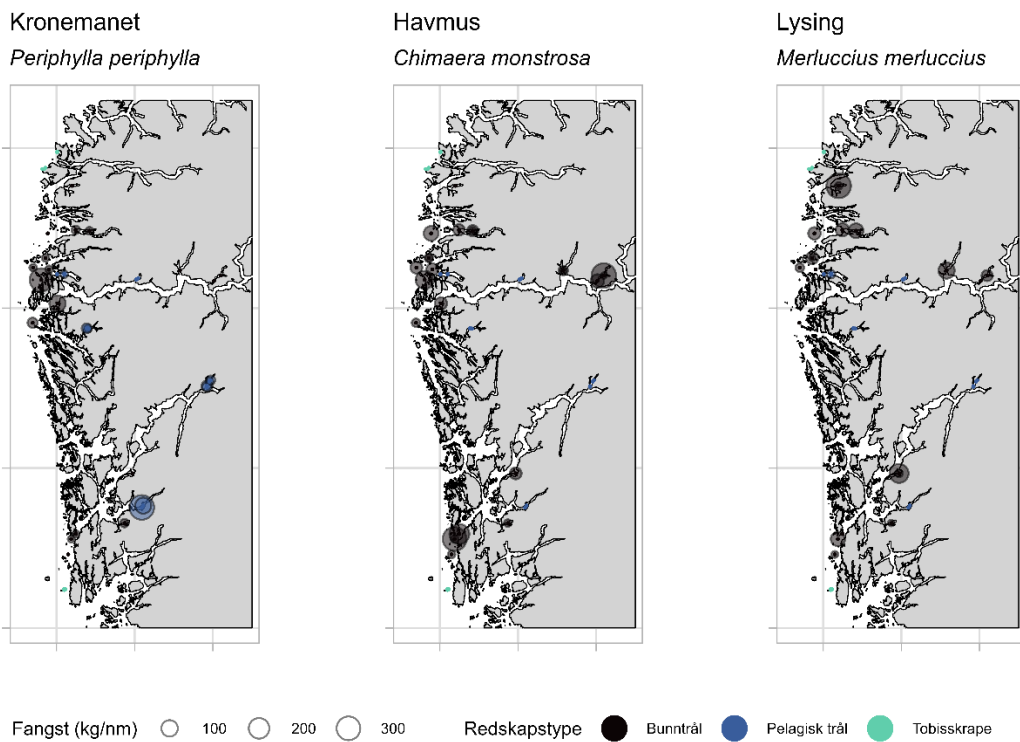 Kronemanet
Periphylla periphylla
Havmus
Chimaera monstrosa
Lysing
Merluccius merluccius
Fangst (kg/nm) 100 200 300 Redskapstype Bunntrål Pelagisk trål Tobisskrape